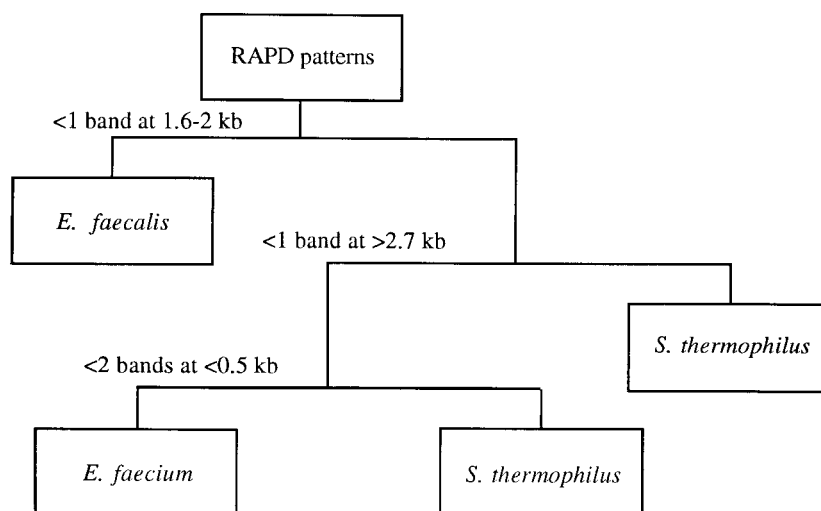 RAPD patterns
<1 band at 1.6-2 kb
E. faecalis
<1 band at >2.7 kb
S. thermophilus
<2 bands at <0.5 kb
E. faecium
S. thermophilus